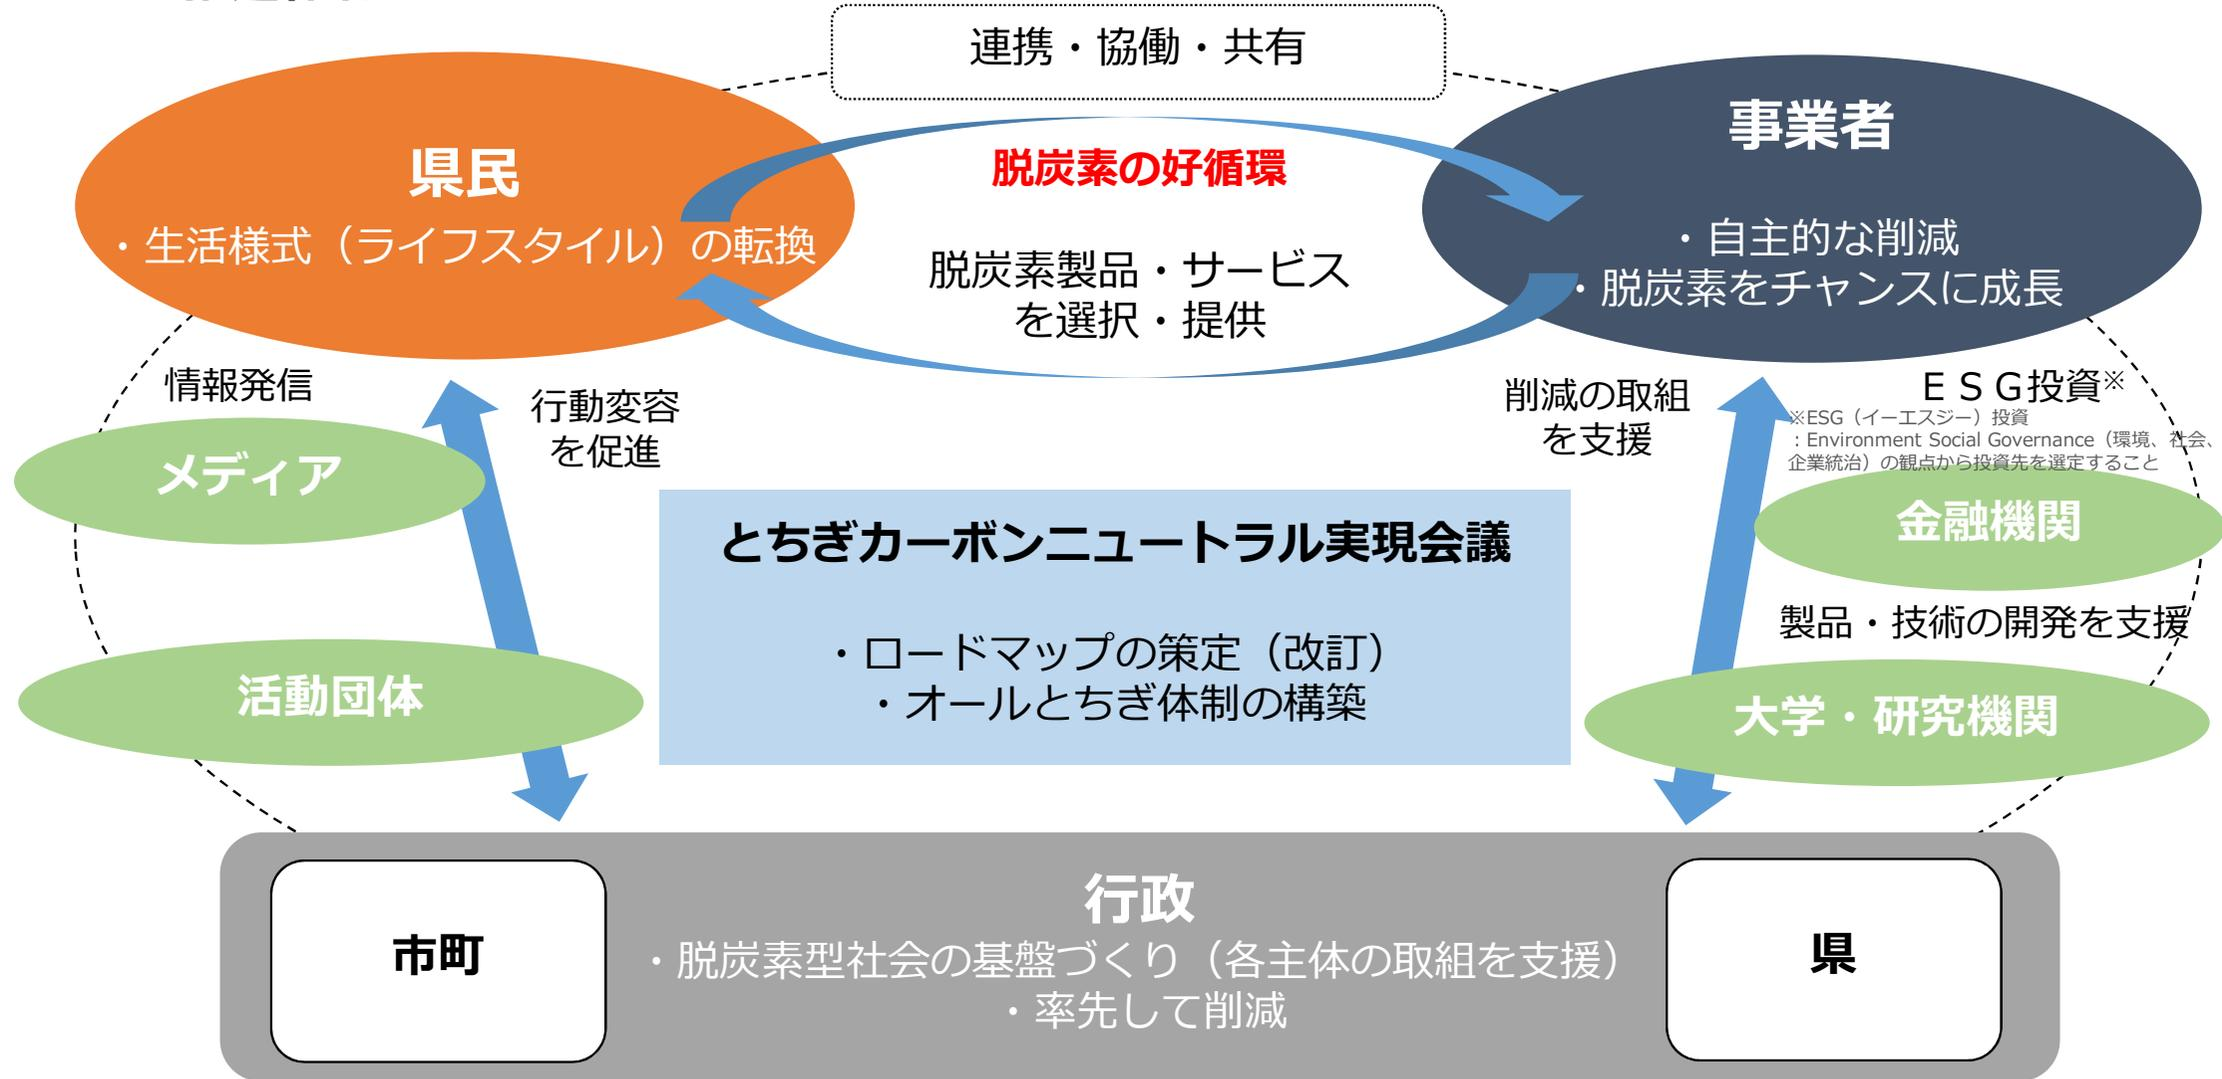 連携・協働・共有
県民
・生活様式（ライフスタイル）の転換
脱炭素の好循環
脱炭素製品・サービス
を選択・提供
事業者
・自主的な削減
・脱炭素をチャンスに成長
情報発信
メディア
行動変容
を促進
削減の取組
を支援
ＥＳＧ投資※
※ESG（イーエスジー）投資
：Environment Social Governance（環境、社会、
企業統治）の観点から投資先を選定すること
金融機関
とちぎカーボンニュートラル実現会議
・ロードマップの策定（改訂）
・オールとちぎ体制の構築
製品・技術の開発を支援
活動団体
大学・研究機関
行政
・脱炭素型社会の基盤づくり（各主体の取組を支援）
・率先して削減
市町
県